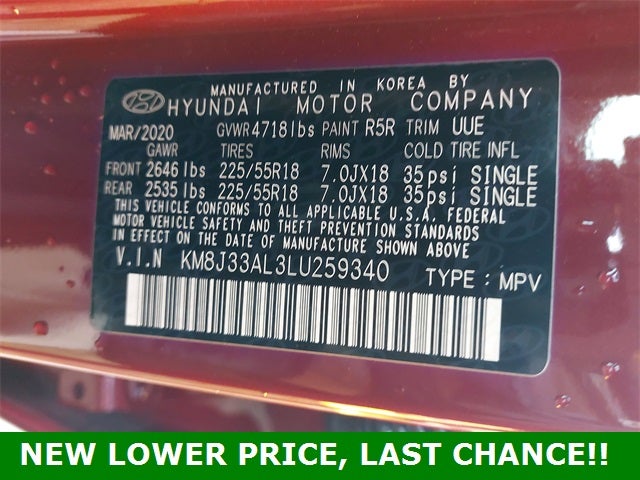 MANUFACTURED IN KOREA BY
HYUNDAI MOTOR COMPANY
MAR/2020 GVWR 4718lbs PAINT R5R TRIM UUE
GAWR TIRES RIMS COLD TIRE INFL
FRONT 2646lbs 225/55R18 7.0JX18 35psi SINGLE
REAR 2535lbs 225/55R18 7.0JX18 35psi SINGLE
THIS VEHICLE CONFORMS TO ALL APPLICABLE U.S.A. FEDERAL
MOTOR VEHICLE SAFETY AND THEFT PREVENTION STANDARDS
IN EFFECT ON THE DATE OF MANUFACTURE SHOWN ABOVE.
V.I.N KM8J33AL3LU259340 TYPE : MPV
NEW LOWER PRICE, LAST CHANCE!!